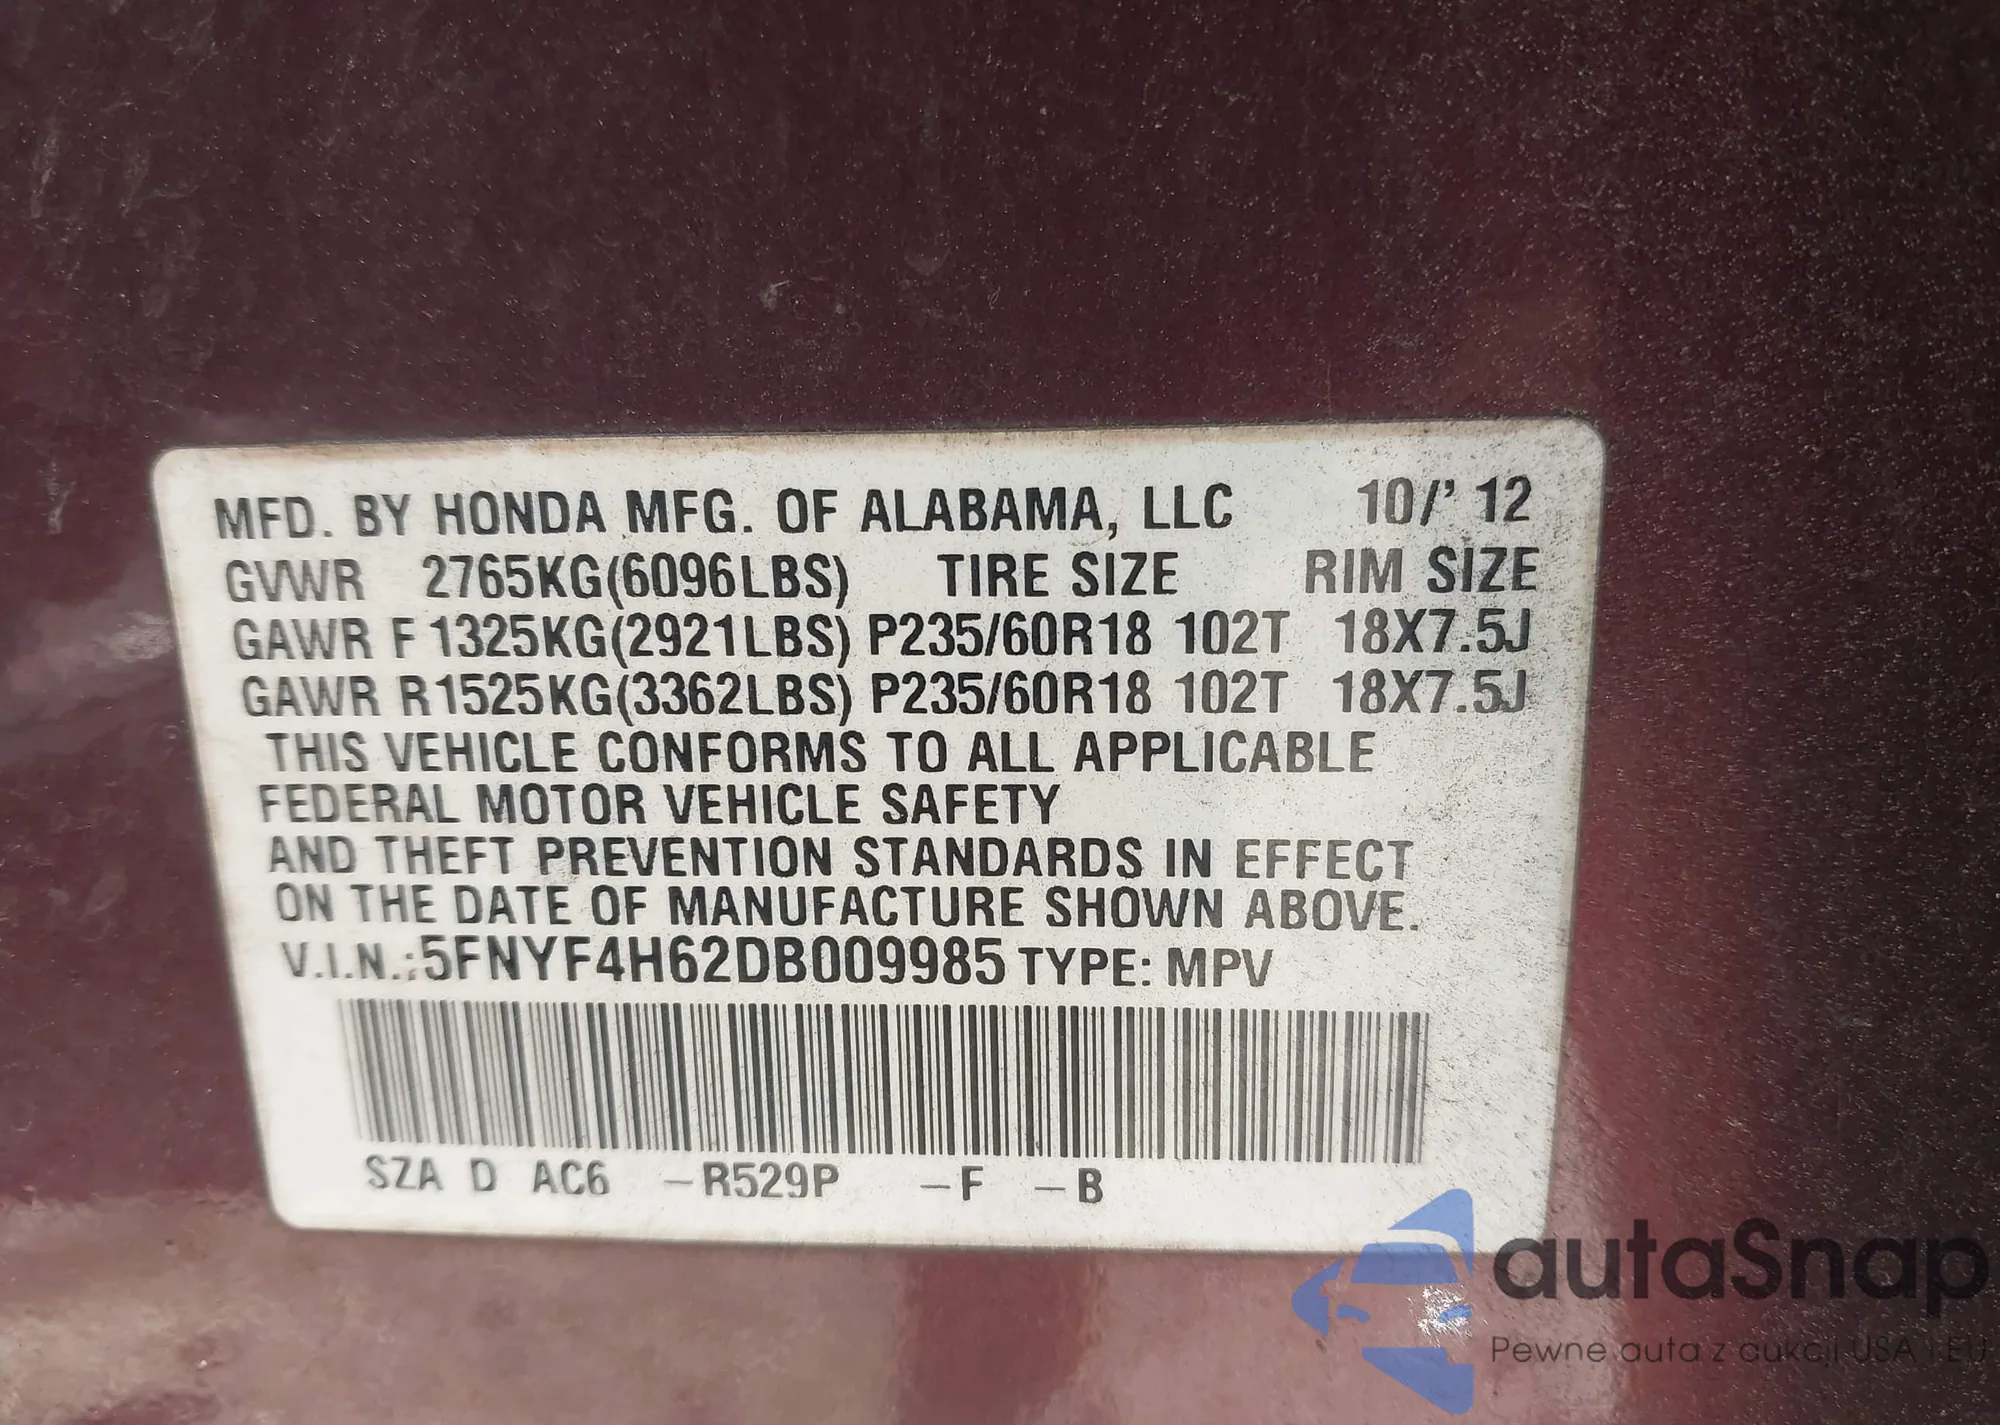 MFD. BY HONDA MFG. OF ALABAMA, LLC 10/' 12
GVWR 2765KG(6096LBS) TIRE SIZE RIM SIZE
GAWR F 1325KG(2921LBS) P235/60R18 102T 18X7.5J
GAWR R 1525KG(3362LBS) P235/60R18 102T 18X7.5J
THIS VEHICLE CONFORMS TO ALL APPLICABLE
FEDERAL MOTOR VEHICLE SAFETY
AND THEFT PREVENTION STANDARDS IN EFFECT
ON THE DATE OF MANUFACTURE SHOWN ABOVE.
V.I.N.:5FNYF4H62DB009985 TYPE: MPV
SZA D AC6 –R529P –F –B
autaSnap
Pewne auta z aukcji USA i EU